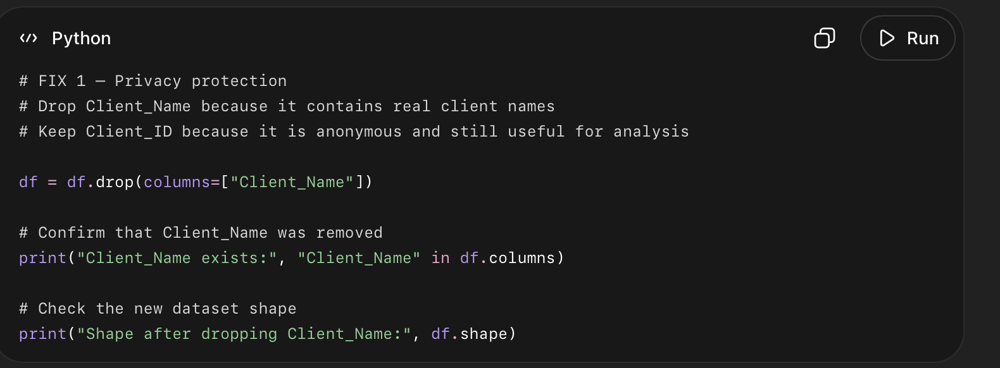 </> Python
Run
# FIX 1 — Privacy protection
# Drop Client_Name because it contains real client names
# Keep Client_ID because it is anonymous and still useful for analysis
df = df.drop(columns=["Client_Name"])
# Confirm that Client_Name was removed
print("Client_Name exists:", "Client_Name" in df.columns)
# Check the new dataset shape
print("Shape after dropping Client_Name:", df.shape)